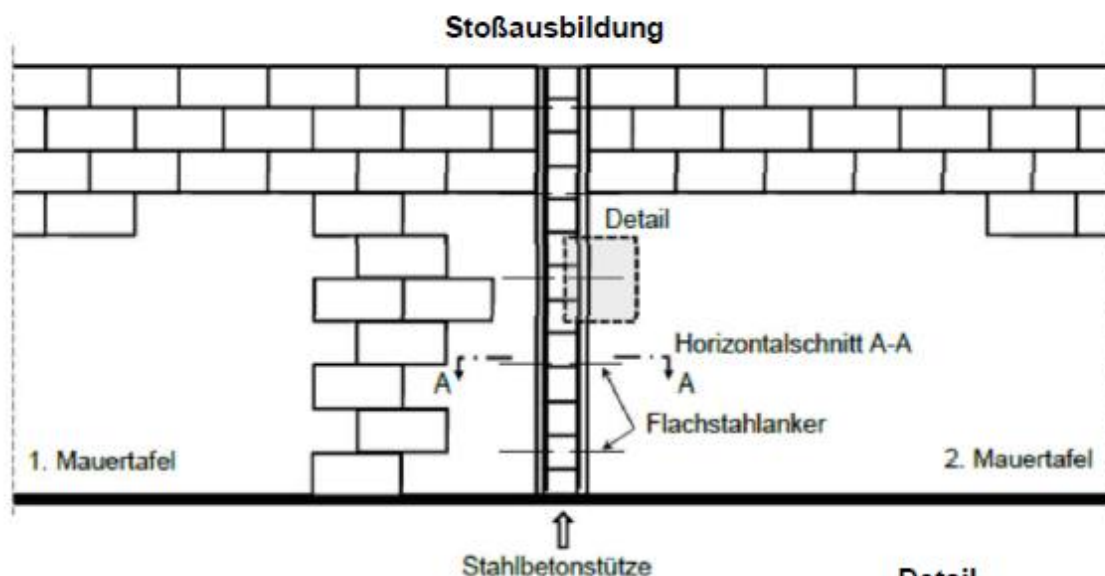 Stoßausbildung
Detail
Horizontalschnitt A-A
A
A
Flachstahlanker
1. Mauertafel
2. Mauertafel
Stahlbetonstütze
Detail